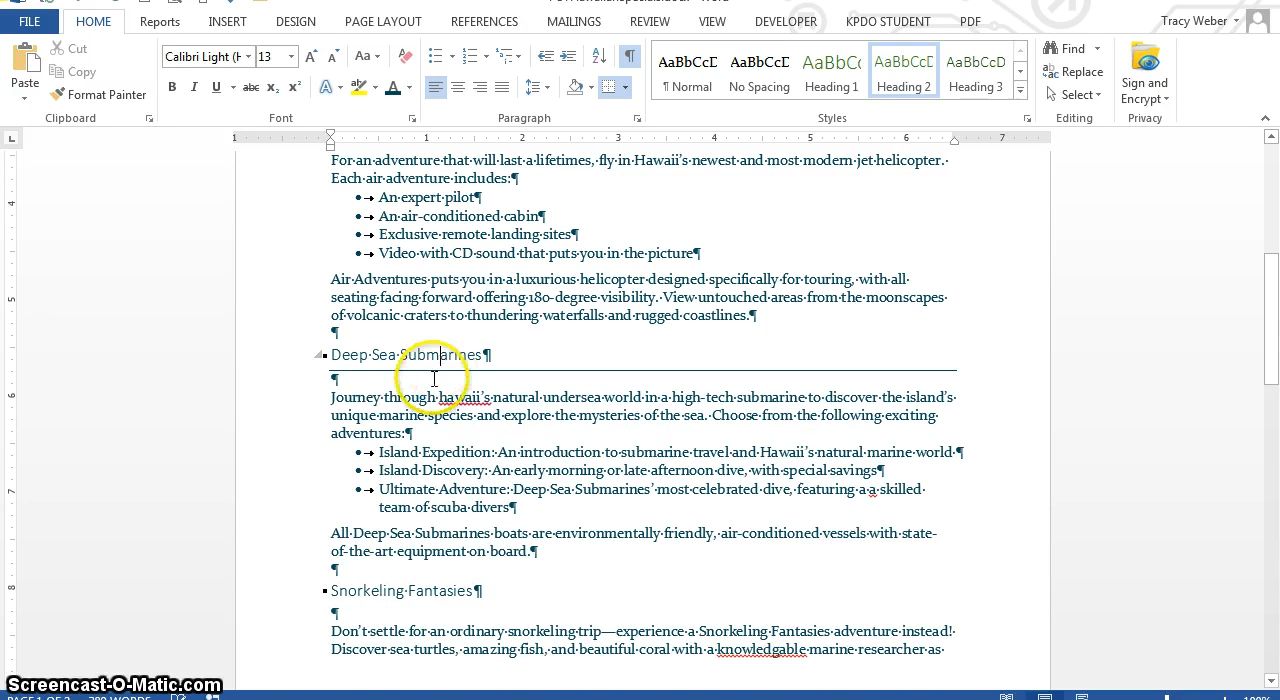 FILE HOME Reports INSERT DESIGN PAGE LAYOUT REFERENCES MAILINGS REVIEW VIEW DEVELOPER KPDO STUDENT PDF Tracy Weber
Cut
Copy
Format Painter
Paste
Clipboard
Calibri Light (H 13
Font
Paragraph
AaBbCcD AaBbCcD AaBbC AaBbCcD AaBbCcD
¶ Normal No Spacing Heading 1 Heading 2 Heading 3
Styles
Find
Replace
Select
Editing
Sign and
Encrypt
Privacy
1 1 2 3 4 5 6 7
For·an·adventure·that·will·last·a·lifetimes,·fly·in·Hawaii's·newest·and·most·modern·jet·helicopter.·
Each·air·adventure·includes:¶
•→An·expert·pilot¶
•→An·air-conditioned·cabin¶
•→Exclusive·remote·landing·sites¶
•→Video·with·CD·sound·that·puts·you·in·the·picture¶
Air·Adventures·puts·you·in·a·luxurious·helicopter·designed·specifically·for·touring,·with·all·
seating·facing·forward·offering·180-degree·visibility.··View·untouched·areas·from·the·moonscapes·
of·volcanic·craters·to·thundering·waterfalls·and·rugged·coastlines.¶
¶
Deep·Sea·Submarines¶
¶
Journey·through·hawaii's·natural·undersea·world·in·a·high-tech·submarine·to·discover·the·island's·
unique·marine·species·and·explore·the·mysteries·of·the·sea.·Choose·from·the·following·exciting·
adventures:¶
•→Island·Expedition:·An·introduction·to·submarine·travel·and·Hawaii's·natural·marine·world·¶
•→Island·Discovery:·An·early·morning·or·late·afternoon·dive,·with·special·savings¶
•→Ultimate·Adventure:·Deep·Sea·Submarines'·most·celebrated·dive,·featuring·a·a·skilled·
team·of·scuba·divers¶
All·Deep·Sea·Submarines·boats·are·environmentally·friendly,·air-conditioned·vessels·with·state-
of-the-art·equipment·on·board.¶
¶
Snorkeling·Fantasies¶
¶
Don't·settle·for·an·ordinary·snorkeling·trip—experience·a·Snorkeling·Fantasies·adventure·instead!·
Discover·sea·turtles,·amazing·fish,·and·beautiful·coral·with·a·knowledgable·marine·researcher·as·
Screencast-O-Matic.com